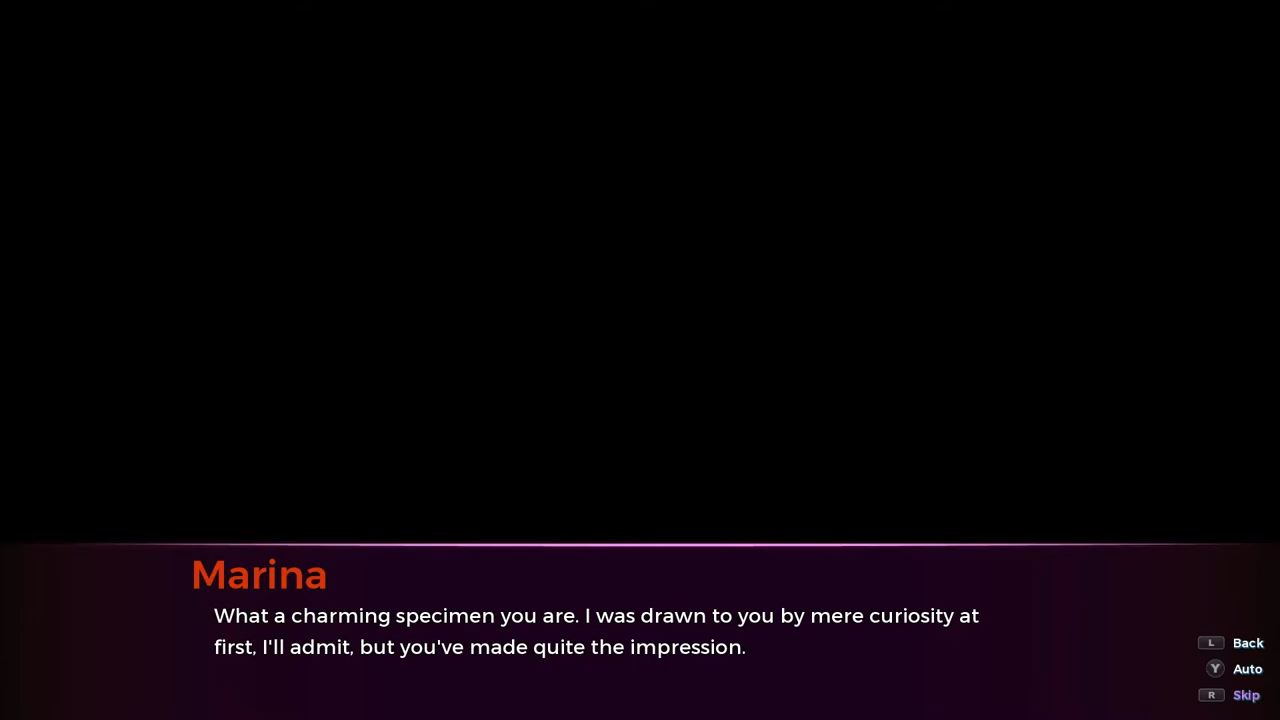 Marina
What a charming specimen you are. I was drawn to you by mere curiosity at
first, I'll admit, but you've made quite the impression.
L Back
Y Auto
R Skip